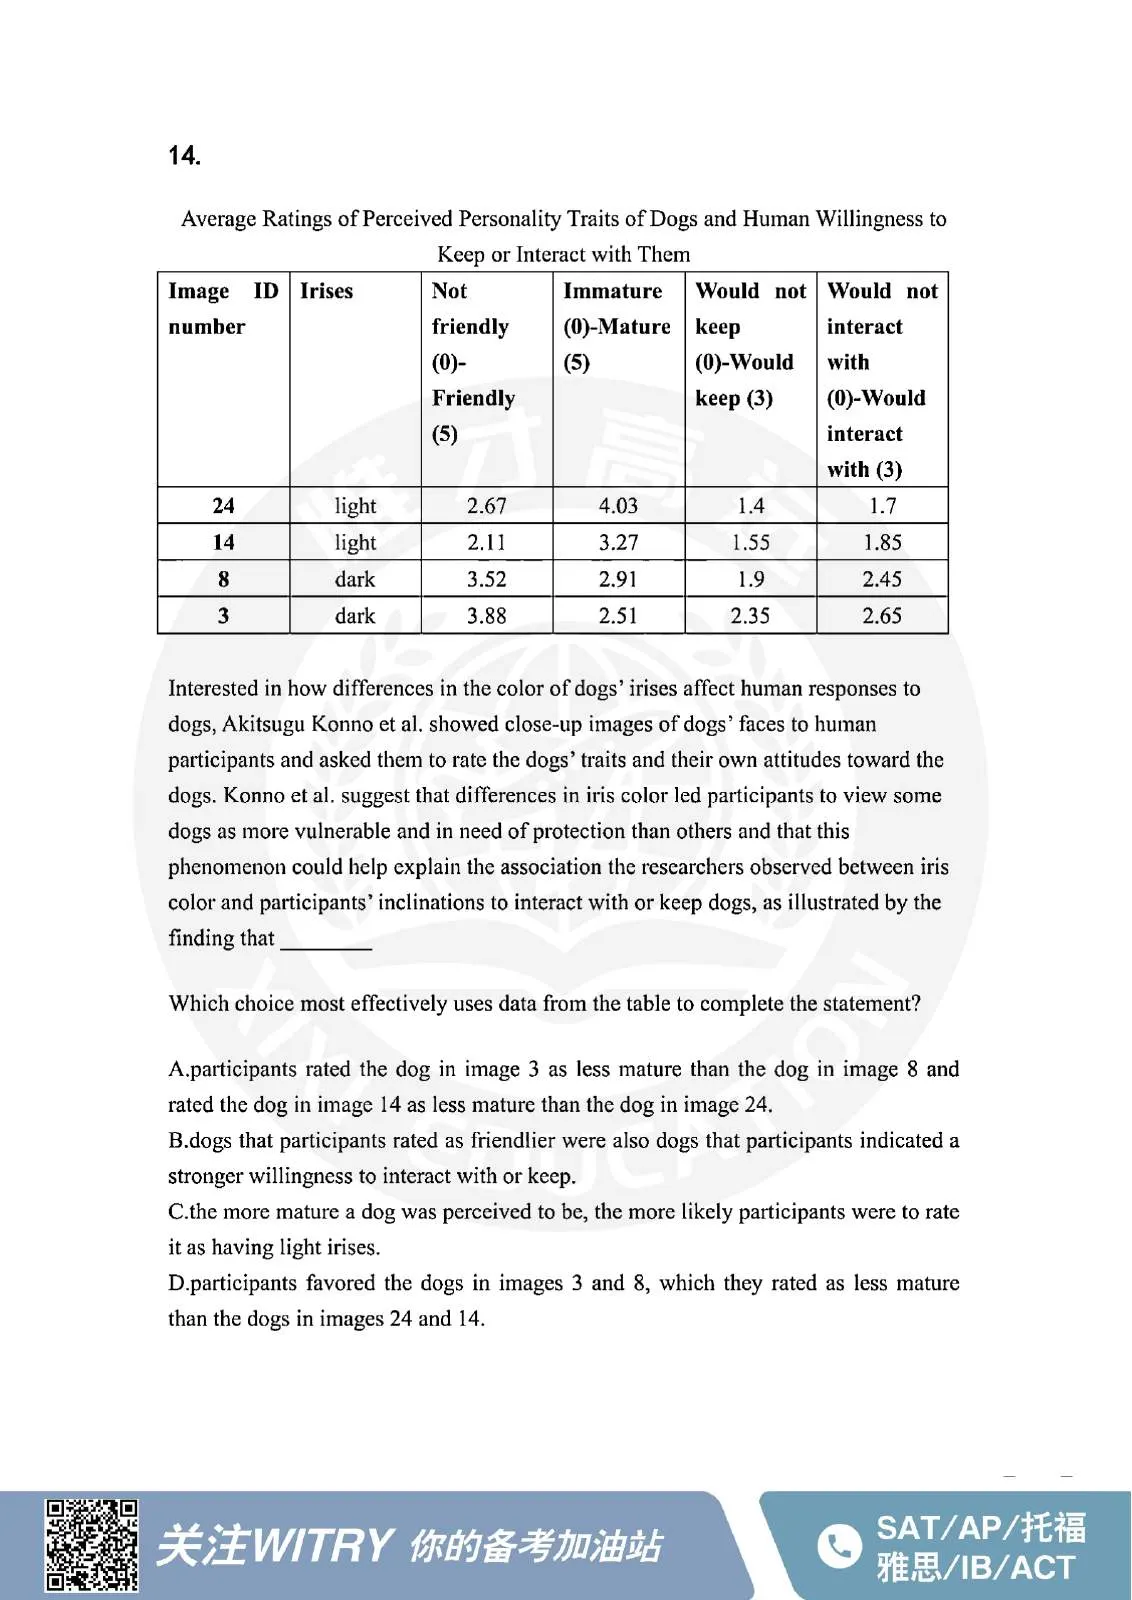 14.
Average Ratings of Perceived Personality Traits of Dogs and Human Willingness to
Keep or Interact with Them
Image ID number | Irises | Not friendly (0)- Friendly (5) | Immature (0)-Mature (5) | Would not keep (0)-Would keep (3) | Would not interact with (0)-Would interact with (3)
24 | light | 2.67 | 4.03 | 1.4 | 1.7
14 | light | 2.11 | 3.27 | 1.55 | 1.85
8 | dark | 3.52 | 2.91 | 1.9 | 2.45
3 | dark | 3.88 | 2.51 | 2.35 | 2.65
Interested in how differences in the color of dogs' irises affect human responses to
dogs, Akitsugu Konno et al. showed close-up images of dogs' faces to human
participants and asked them to rate the dogs' traits and their own attitudes toward the
dogs. Konno et al. suggest that differences in iris color led participants to view some
dogs as more vulnerable and in need of protection than others and that this
phenomenon could help explain the association the researchers observed between iris
color and participants' inclinations to interact with or keep dogs, as illustrated by the
finding that ________
Which choice most effectively uses data from the table to complete the statement?
A.participants rated the dog in image 3 as less mature than the dog in image 8 and
rated the dog in image 14 as less mature than the dog in image 24.
B.dogs that participants rated as friendlier were also dogs that participants indicated a
stronger willingness to interact with or keep.
C.the more mature a dog was perceived to be, the more likely participants were to rate
it as having light irises.
D.participants favored the dogs in images 3 and 8, which they rated as less mature
than the dogs in images 24 and 14.
关注WITRY 你的备考加油站
SAT/AP/托福
雅思/IB/ACT